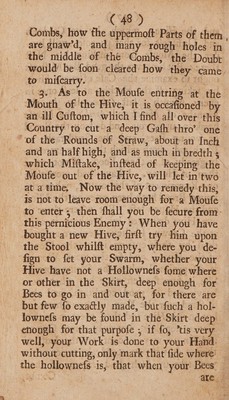 ( 48 )
Combs, how ſhe uppermoſt Parts of them
are gnaw'd, and many rough holes in
the middle of the Combs, the Doubt
would be ſoon cleared how they came
to miſcarry.
3. As to the Mouſe entring at the
Mouth of the Hive, it is occaſioned by
an ill Cuſtom, which I find all over this
Country to cut a deep Gaſh thro' one
of the Rounds of Straw, about an Inch
and an half high, and as much in bredth;
which Miſtake, inſtead of keeping the
Mouſe out of the Hive, will let in two
at a time. Now the way to remedy this,
is not to leave room enough for a Mouſe
to enter; then ſhall you be ſecure from
this pernicious Enemy: When you have
bought a new Hive, firſt try him upon
the Stool whilſt empty, where you de-
ſign to ſet your Swarm, whether your
Hive have not a Hollowneſs ſome where
or other in the Skirt, deep enough for
Bees to go in and out at, for there are
but few ſo exactly made, but ſuch a hol-
lowneſs may be found in the Skirt deep
enough for that purpoſe; if ſo, 'tis very
well, your Work is done to your Hand
without cutting, only mark that ſide where
the hollowneſs is, that when your Bees
are